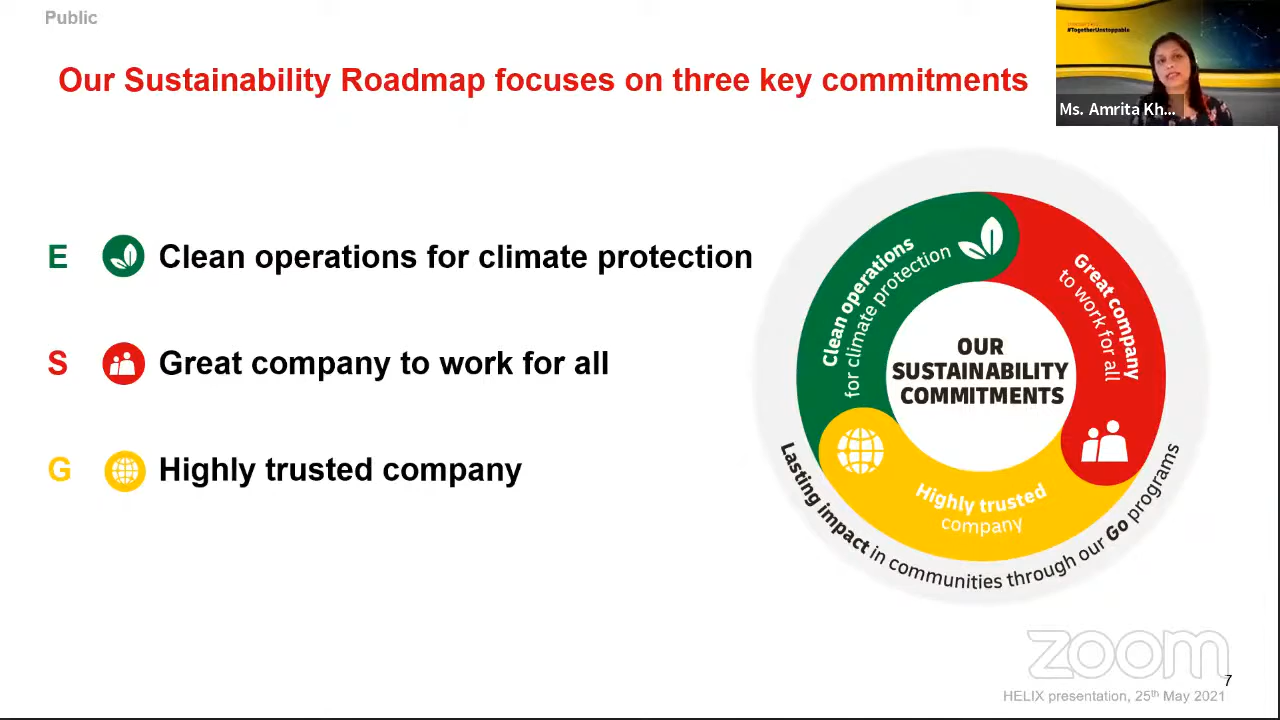 Public
#TogetherUnstoppable
Ms. Amrita Kh...
Our Sustainability Roadmap focuses on three key commitments
E Clean operations for climate protection
S Great company to work for all
G Highly trusted company
Clean operations
for climate protection
Great company
to work for all
OUR
SUSTAINABILITY
COMMITMENTS
Highly trusted
company
Lasting impact in communities through our Go programs
zoom
7
HELIX presentation, 25th May 2021